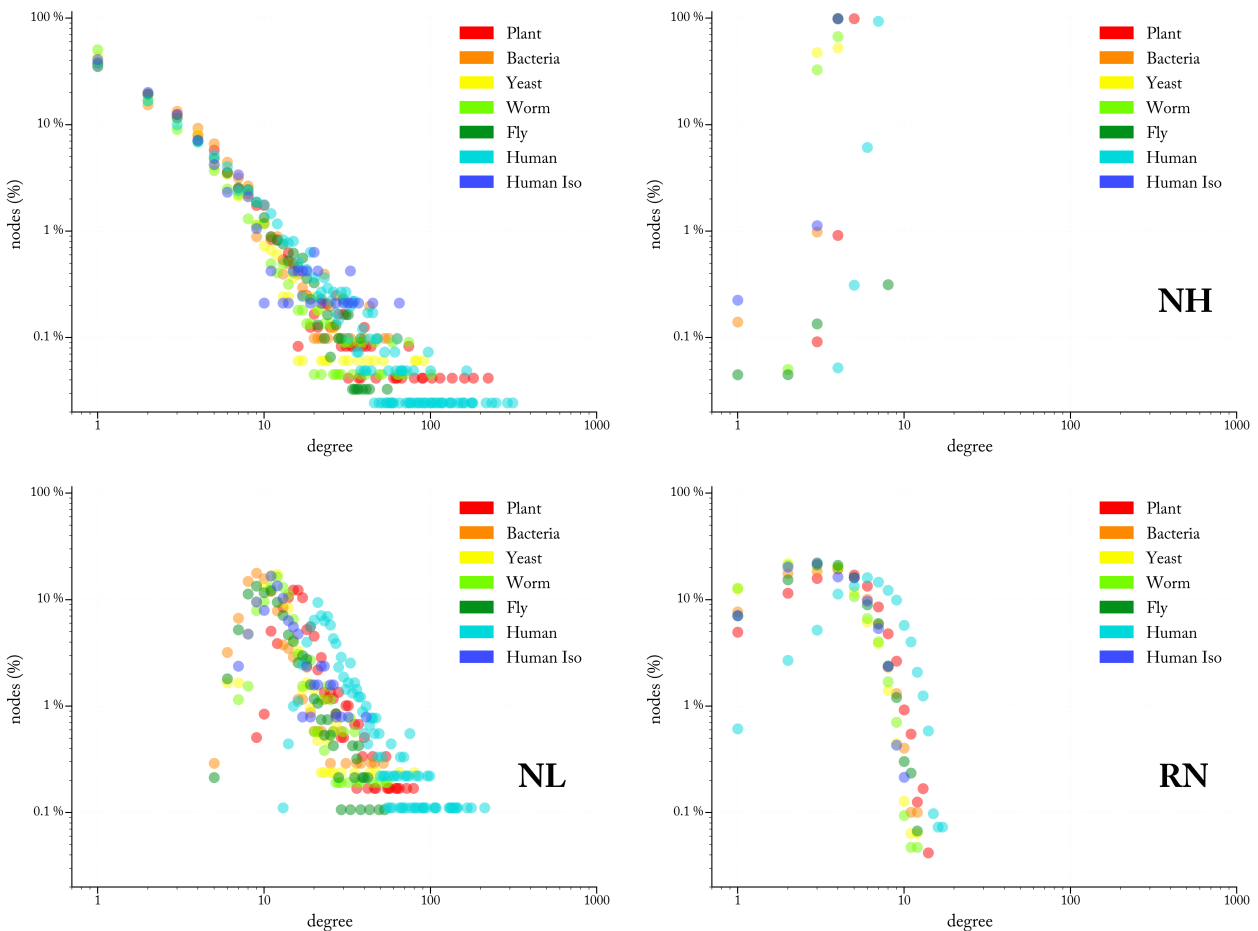 100 %
10 %
1 %
0.1 %
nodes (%)
1
10
100
1000
degree
Plant
Bacteria
Yeast
Worm
Fly
Human
Human Iso
100 %
10 %
1 %
0.1 %
nodes (%)
1
10
100
1000
degree
Plant
Bacteria
Yeast
Worm
Fly
Human
Human Iso
NH
100 %
10 %
1 %
0.1 %
nodes (%)
1
10
100
1000
degree
Plant
Bacteria
Yeast
Worm
Fly
Human
Human Iso
NL
100 %
10 %
1 %
0.1 %
nodes (%)
1
10
100
1000
degree
Plant
Bacteria
Yeast
Worm
Fly
Human
Human Iso
RN